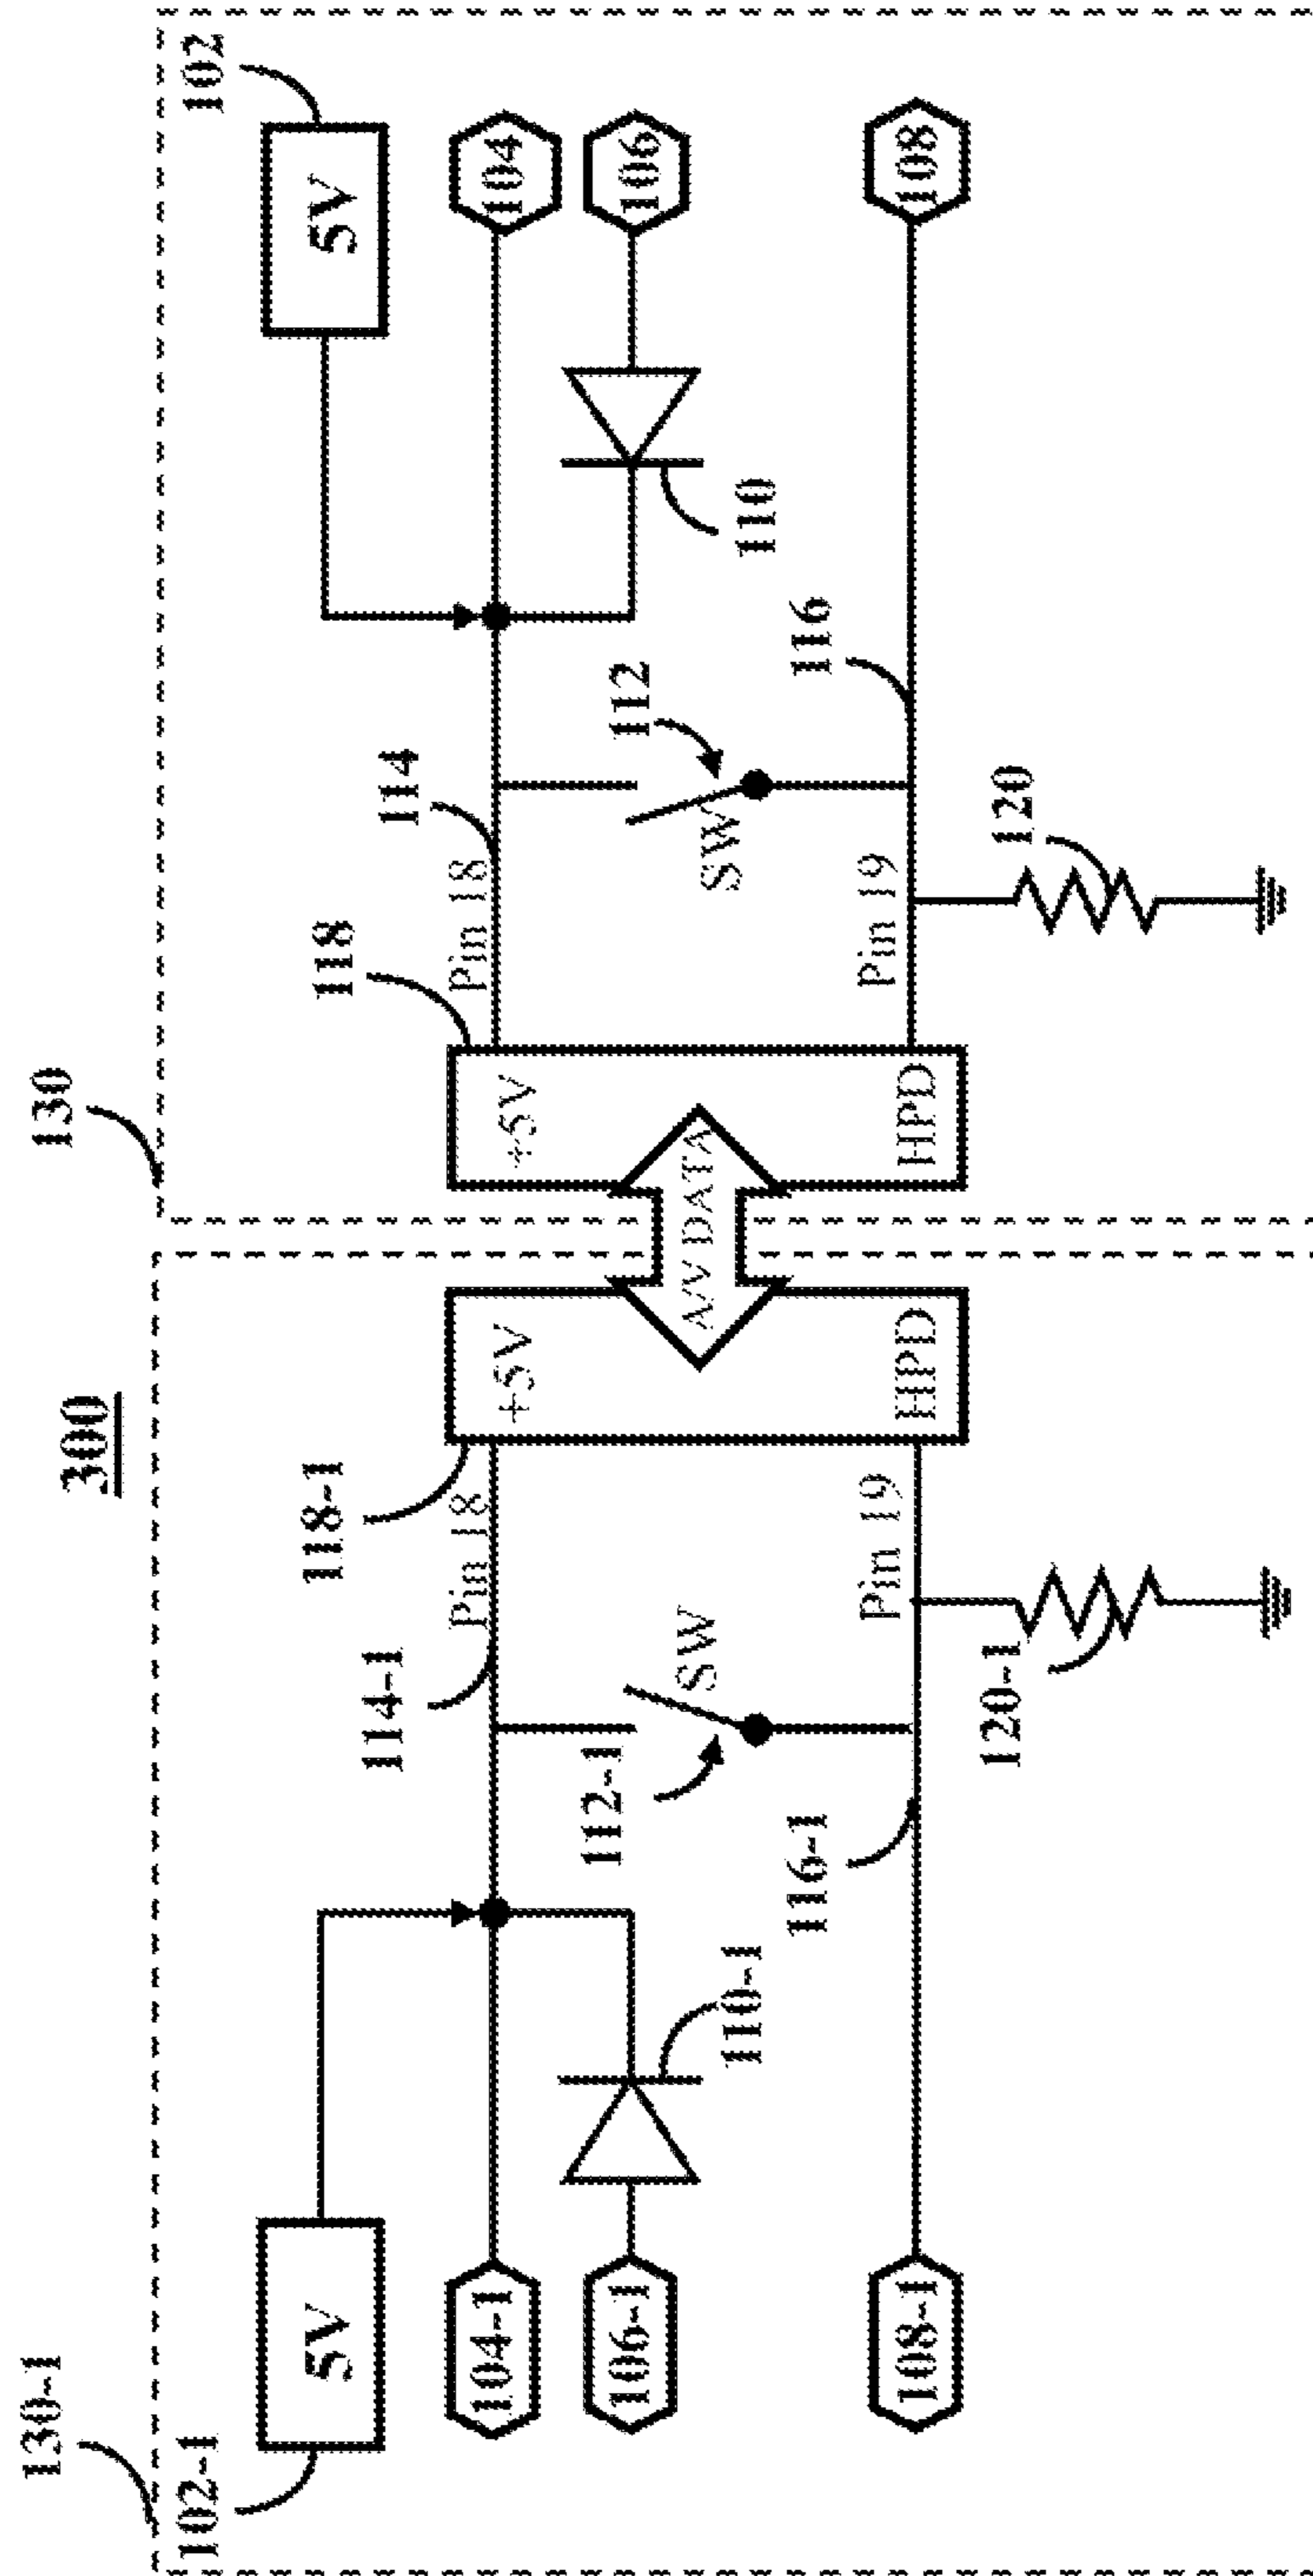 300
130-1
130
102-1
5V
118-1
118
102
5V
114-1
114
104-1
+5V
Pin 18
+5V
Pin 18
104
106-1
106
110-1
112-1
SW
A/V DATA
SW
112
110
116-1
116
108-1
Pin 19
HPD
HPD
Pin 19
108
120-1
120